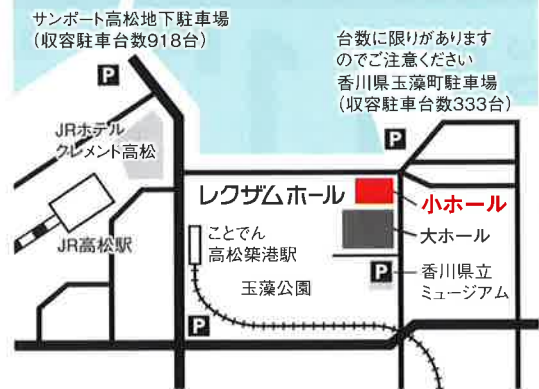 サンポート高松地下駐車場
（収容駐車台数918台）
台数に限りがあります
のでご注意ください
香川県玉藻町駐車場
（収容駐車台数333台）
P
P
JRホテル
クレメント高松
レクザムホール
小ホール
大ホール
ことでん
高松築港駅
JR高松駅
P
香川県立
ミュージアム
玉藻公園
P